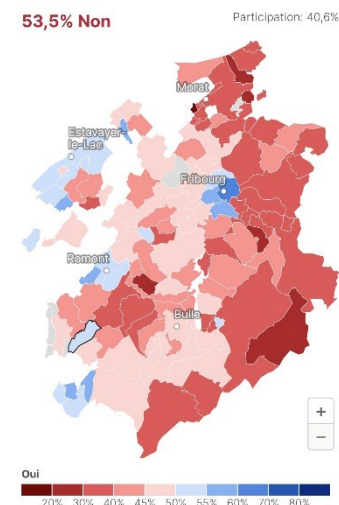 53,5% Non
Participation: 40,6%
Morat
Estavayer-
le-Lac
Fribourg
Romont
Bulle
+
−
Oui
20% 30% 40% 45% 50% 55% 60% 70% 80%